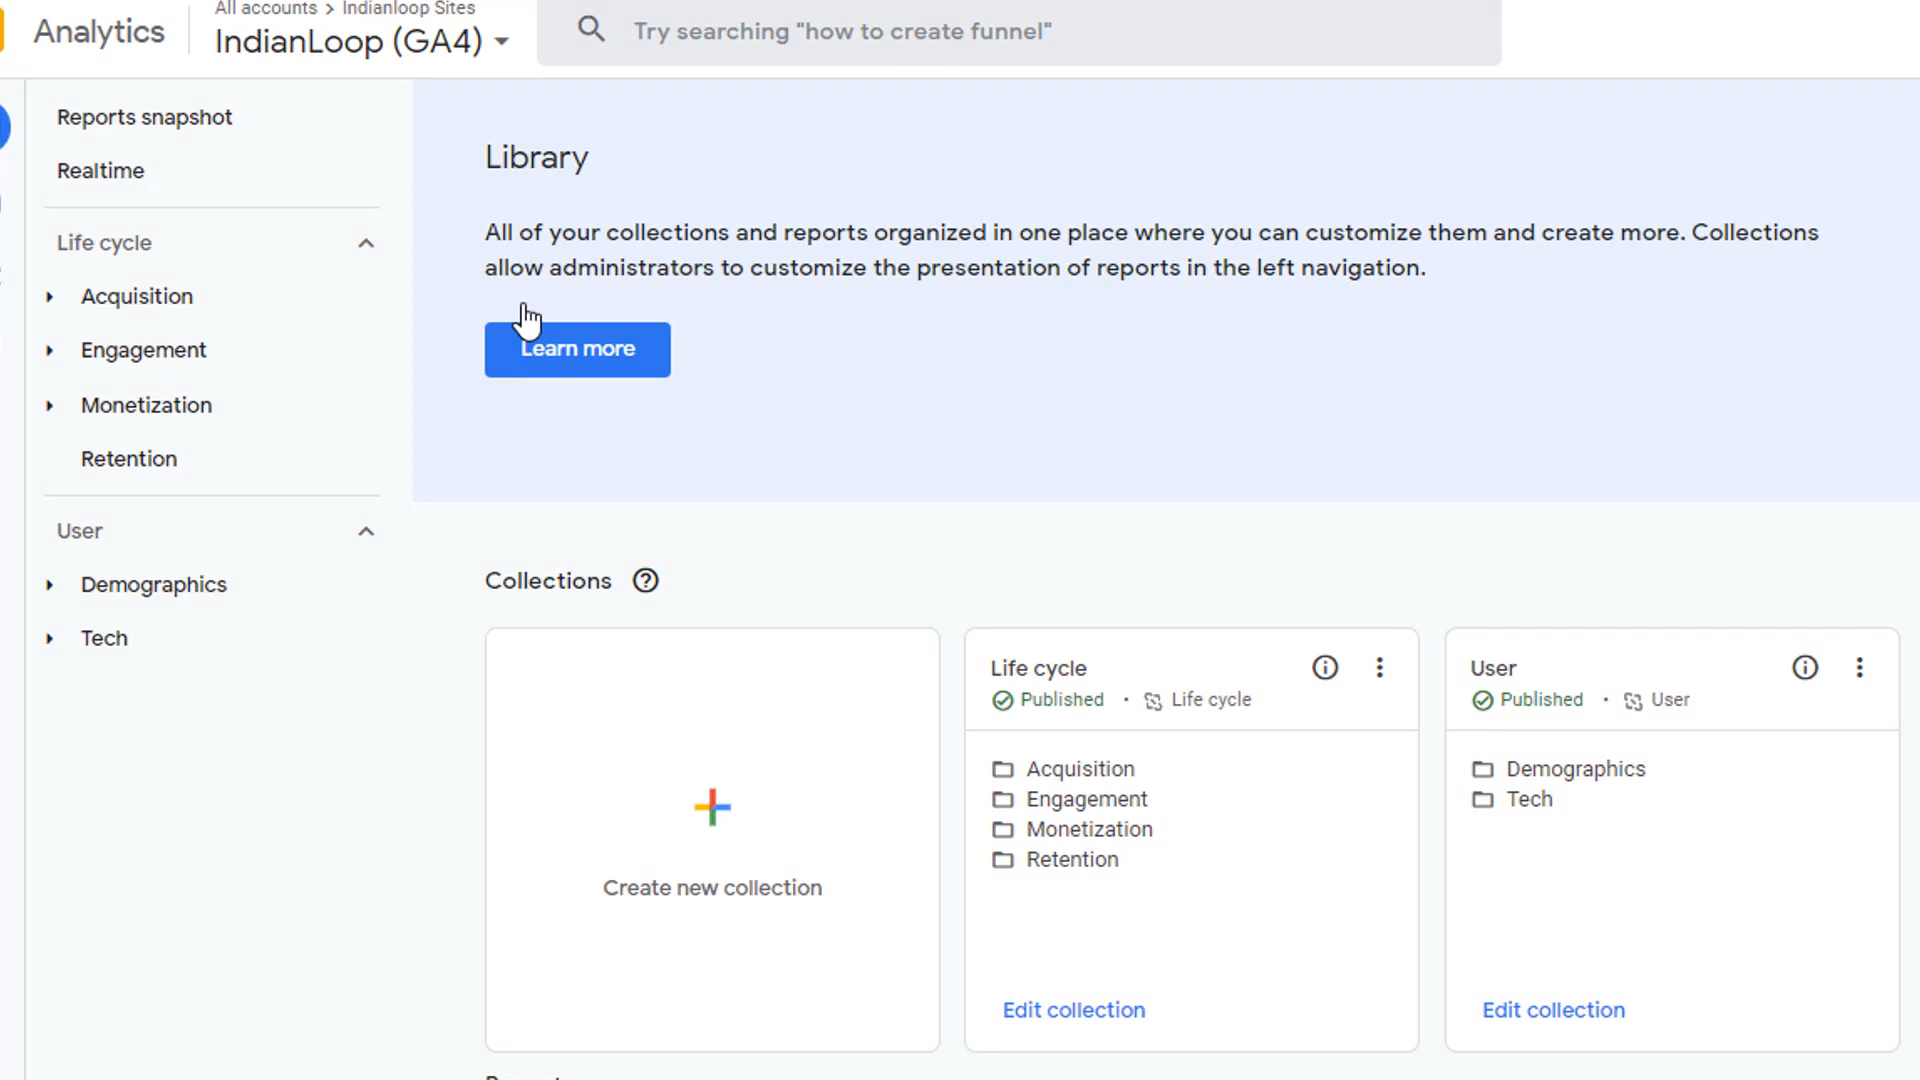 Analytics
All accounts > Indianloop Sites
IndianLoop (GA4)
Try searching "how to create funnel"
Reports snapshot
Realtime
Life cycle
Acquisition
Engagement
Monetization
Retention
User
Demographics
Tech
Library
All of your collections and reports organized in one place where you can customize them and create more. Collections
allow administrators to customize the presentation of reports in the left navigation.
Learn more
Collections
Create new collection
Life cycle
Published · Life cycle
Acquisition
Engagement
Monetization
Retention
Edit collection
User
Published · User
Demographics
Tech
Edit collection